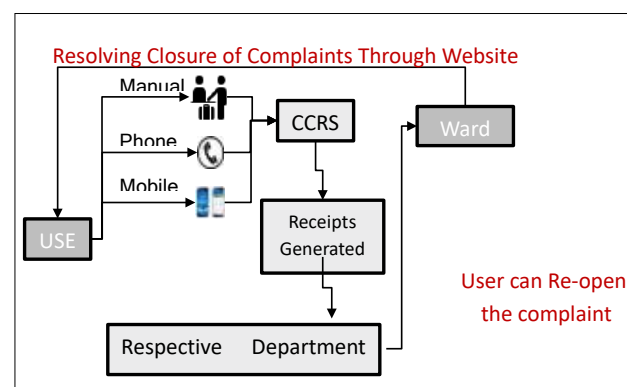 Resolving Closure of Complaints Through Website
Manual
CCRS
Ward
Phone
Mobile
USE
Receipts
Generated
User can Re-open
the complaint
Respective Department